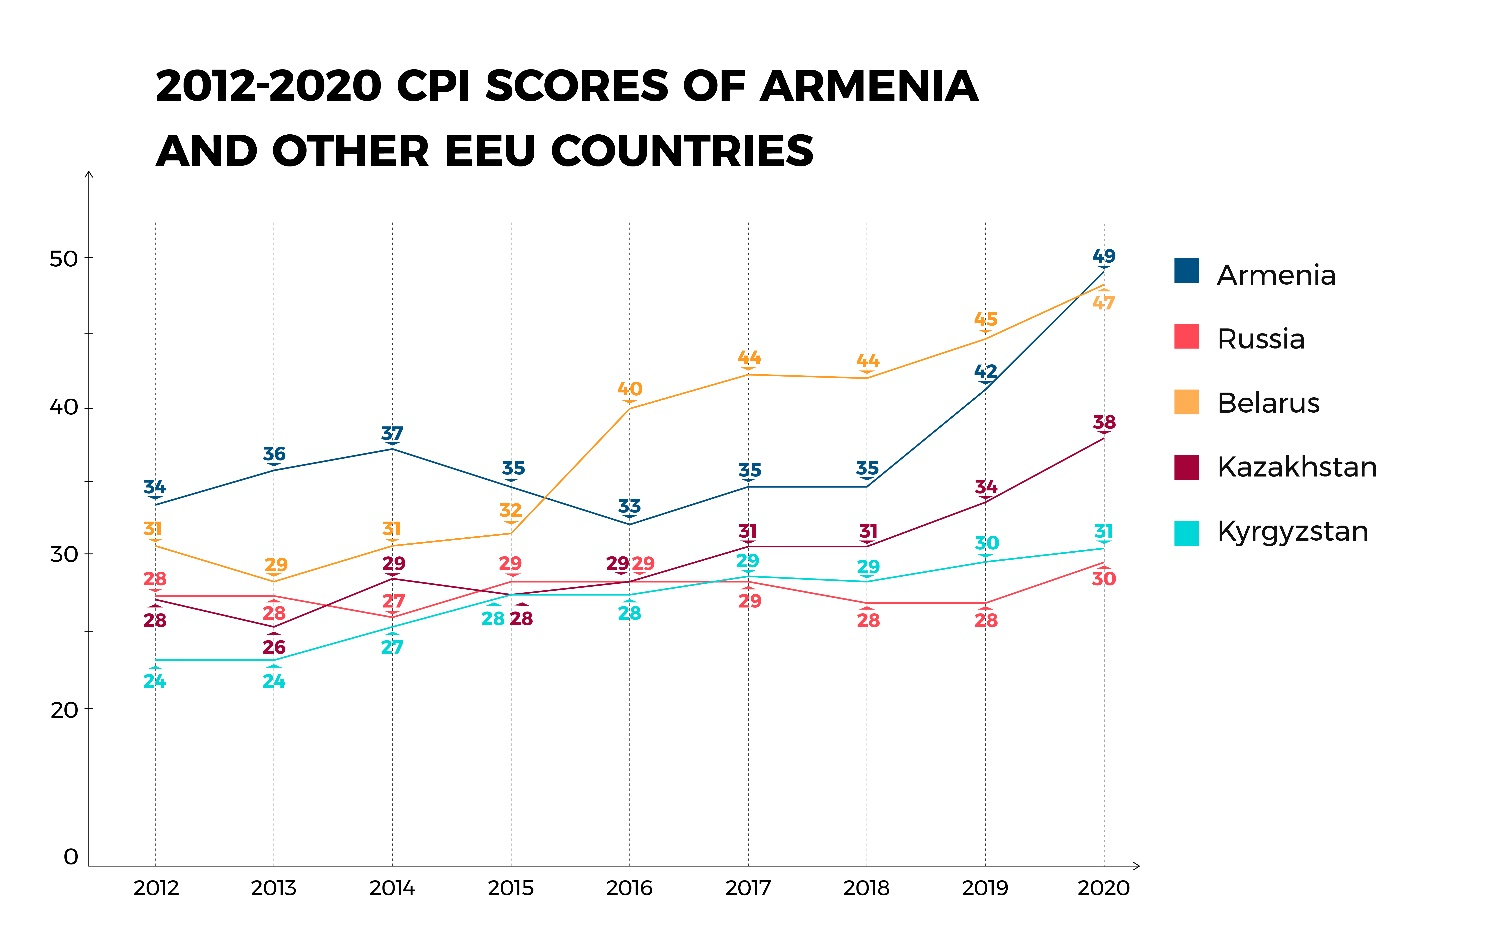 2012-2020 CPI SCORES OF ARMENIA
AND OTHER EEU COUNTRIES
50
40
30
20
0
34 36 37 35 33 35 35 42 49
31 29 31 32 40 44 44 45 47
28 28 27 29 29 29 28 28 30
28 26 29 28 29 31 31 34 38
24 24 27 28 28 29 29 30 31
2012 2013 2014 2015 2016 2017 2018 2019 2020
Armenia
Russia
Belarus
Kazakhstan
Kyrgyzstan